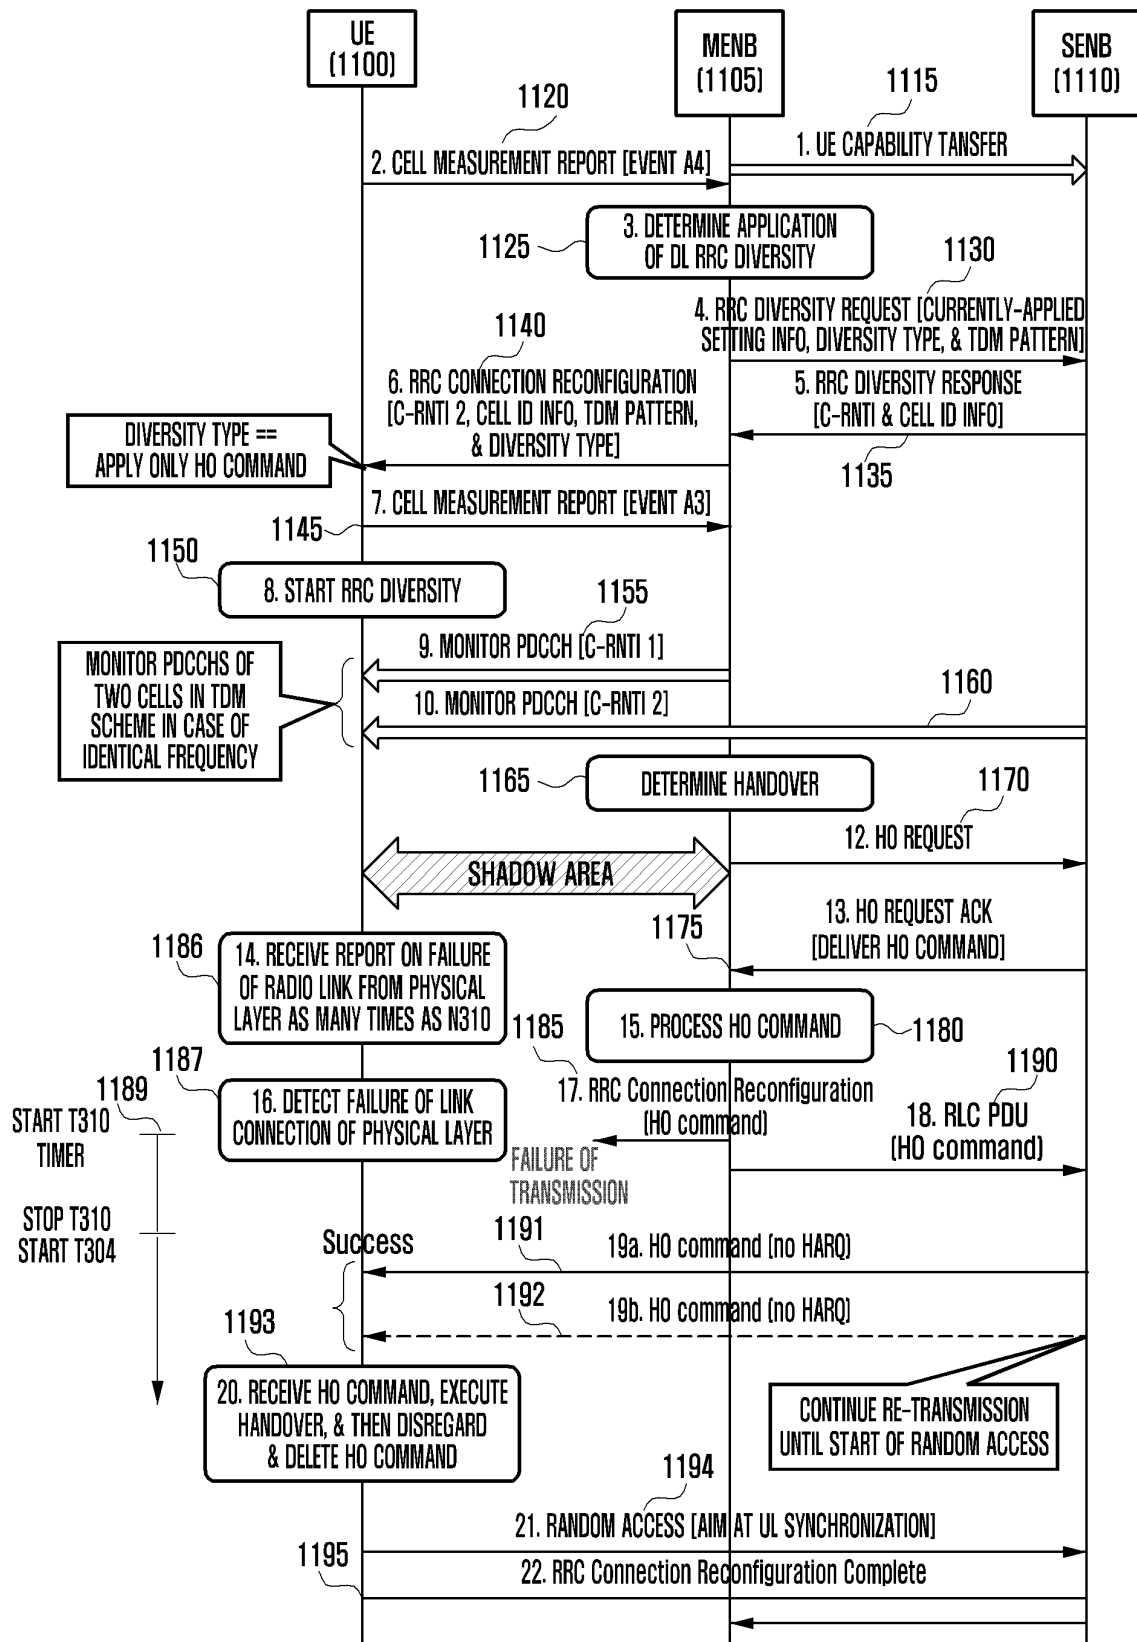 UE
(1100)
MENB
(1105)
SENB
(1110)
1120
1115
1. UE CAPABILITY TANSFER
2. CELL MEASUREMENT REPORT [EVENT A4]
1125
3. DETERMINE APPLICATION
OF DL RRC DIVERSITY
1130
4. RRC DIVERSITY REQUEST [CURRENTLY-APPLIED
SETTING INFO, DIVERSITY TYPE, & TDM PATTERN]
1140
6. RRC CONNECTION RECONFIGURATION
[C-RNTI 2, CELL ID INFO, TDM PATTERN,
& DIVERSITY TYPE]
5. RRC DIVERSITY RESPONSE
[C-RNTI & CELL ID INFO]
1135
DIVERSITY TYPE ==
APPLY ONLY HO COMMAND
7. CELL MEASUREMENT REPORT [EVENT A3]
1145
1150
8. START RRC DIVERSITY
1155
9. MONITOR PDCCH [C-RNTI 1]
MONITOR PDCCHS OF
TWO CELLS IN TDM
SCHEME IN CASE OF
IDENTICAL FREQUENCY
10. MONITOR PDCCH [C-RNTI 2]
1160
1165
DETERMINE HANDOVER
1170
12. HO REQUEST
SHADOW AREA
13. HO REQUEST ACK
[DELIVER HO COMMAND]
1175
1186
14. RECEIVE REPORT ON FAILURE
OF RADIO LINK FROM PHYSICAL
LAYER AS MANY TIMES AS N310
15. PROCESS HO COMMAND
1180
1185
1187
16. DETECT FAILURE OF LINK
CONNECTION OF PHYSICAL LAYER
17. RRC Connection Reconfiguration
(HO command)
1190
18. RLC PDU
(HO command)
1189
START T310
TIMER
FAILURE OF
TRANSMISSION
STOP T310
START T304
Success
1191
19a. HO command (no HARQ)
1192
19b. HO command (no HARQ)
1193
20. RECEIVE HO COMMAND, EXECUTE
HANDOVER, & THEN DISREGARD
& DELETE HO COMMAND
CONTINUE RE-TRANSMISSION
UNTIL START OF RANDOM ACCESS
1194
21. RANDOM ACCESS [AIM AT UL SYNCHRONIZATION]
1195
22. RRC Connection Reconfiguration Complete